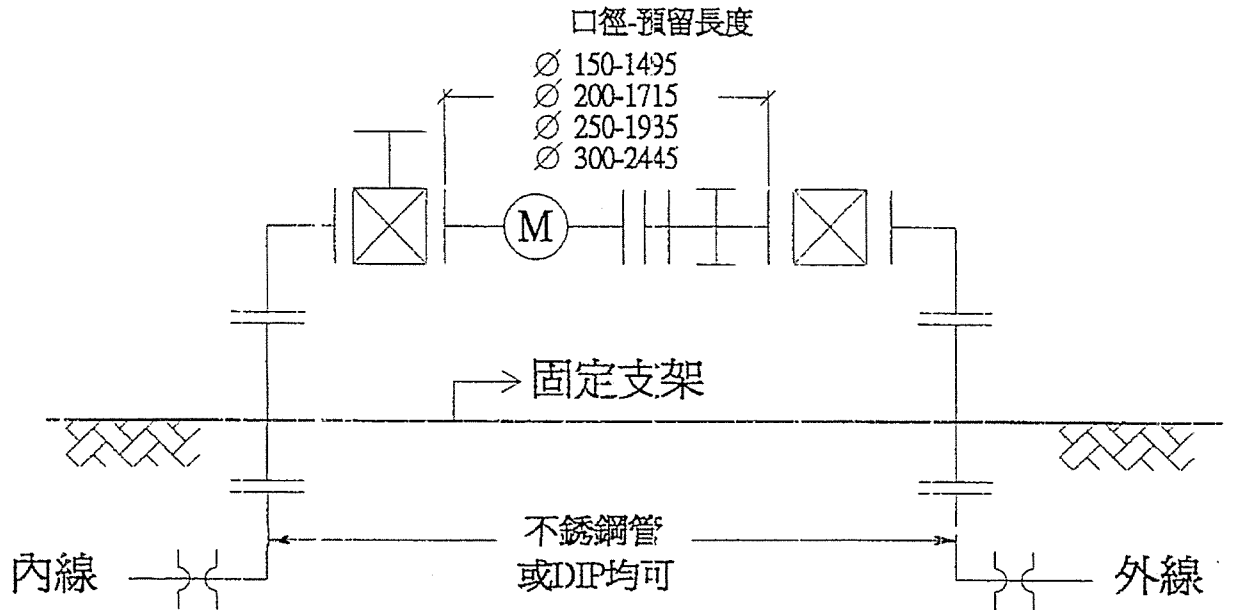 口徑-預留長度
∅ 150-1495
∅ 200-1715
∅ 250-1935
∅ 300-2445
M
固定支架
不銹鋼管
或DIP均可
內線
外線